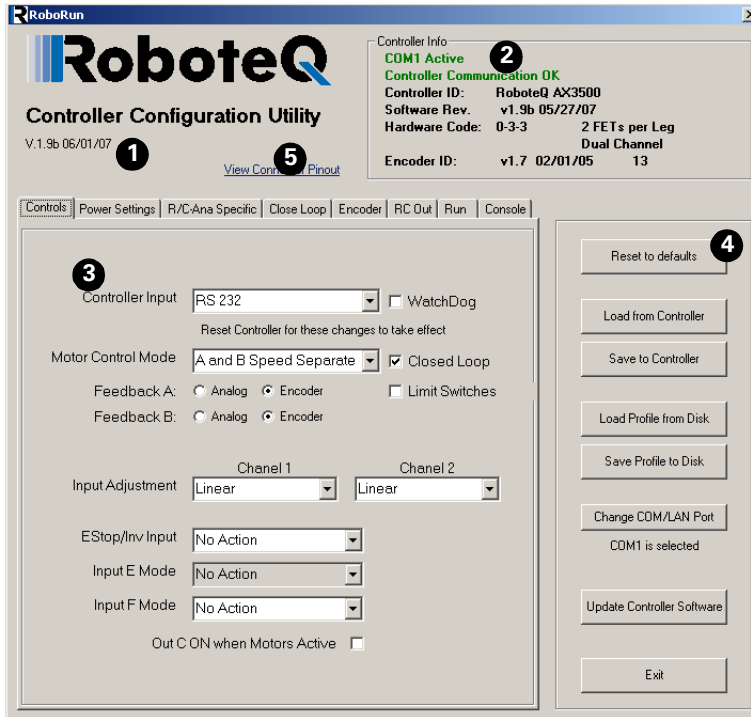 RoboRun
RoboteQ
Controller Configuration Utility
V.1.9b 06/01/07
1
5
View Connector Pinout
Controller Info
COM1 Active
2
Controller Communication OK
Controller ID: RoboteQ AX3500
Software Rev. v1.9b 05/27/07
Hardware Code: 0-3-3 2 FETs per Leg
Dual Channel
Encoder ID: v1.7 02/01/05 13
Controls Power Settings R/C-Ana Specific Close Loop Encoder RC Out Run Console
3
Controller Input RS 232 WatchDog
Reset Controller for these changes to take effect
Motor Control Mode A and B Speed Separate Closed Loop
Feedback A: Analog Encoder Limit Switches
Feedback B: Analog Encoder
Chanel 1 Chanel 2
Input Adjustment Linear Linear
EStop/Inv Input No Action
Input E Mode No Action
Input F Mode No Action
Out C ON when Motors Active
4
Reset to defaults
Load from Controller
Save to Controller
Load Profile from Disk
Save Profile to Disk
Change COM/LAN Port
COM1 is selected
Update Controller Software
Exit